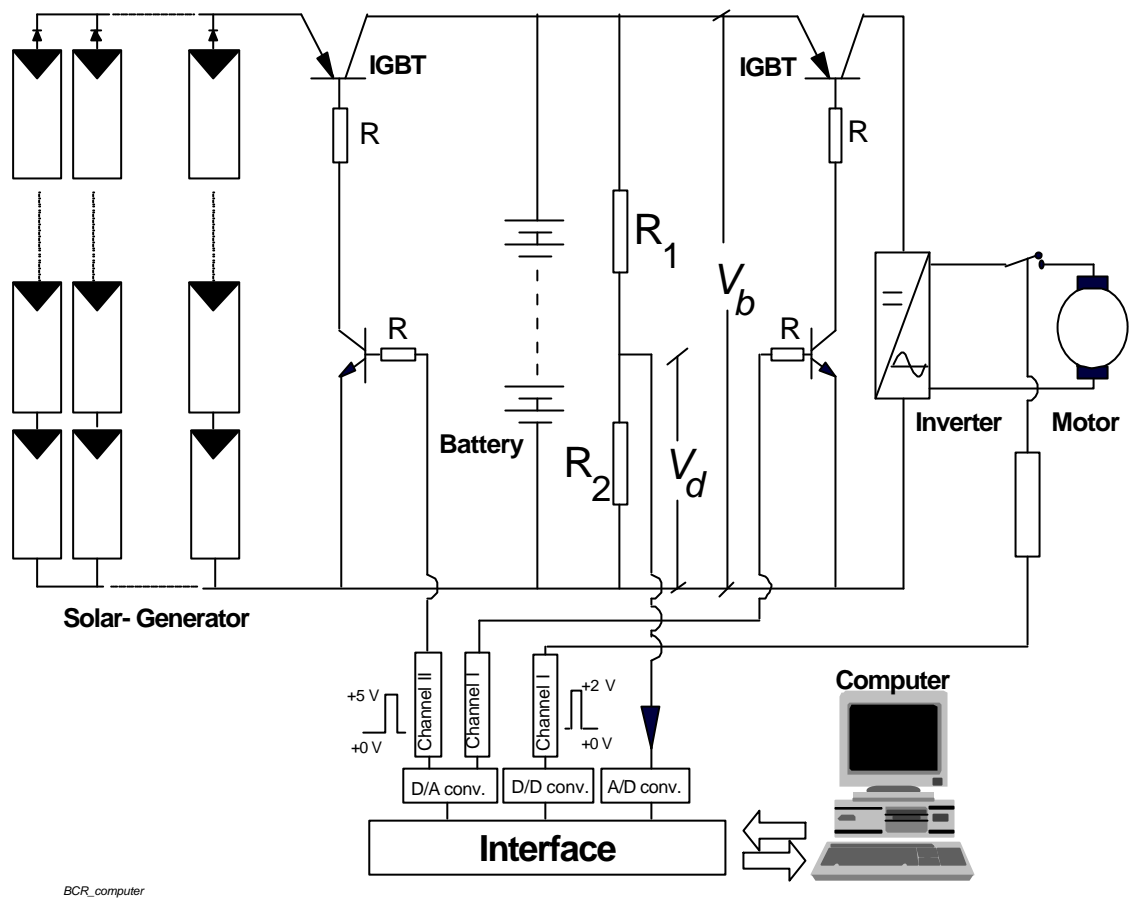 IGBT
IGBT
R
R
R1
Vb
R
R
Battery
R2
Vd
Inverter
Motor
Solar- Generator
Computer
+5 V
+0 V
Channel II
Channel I
Channel I
+2 V
+0 V
D/A conv.
D/D conv.
A/D conv.
Interface
BCR_computer